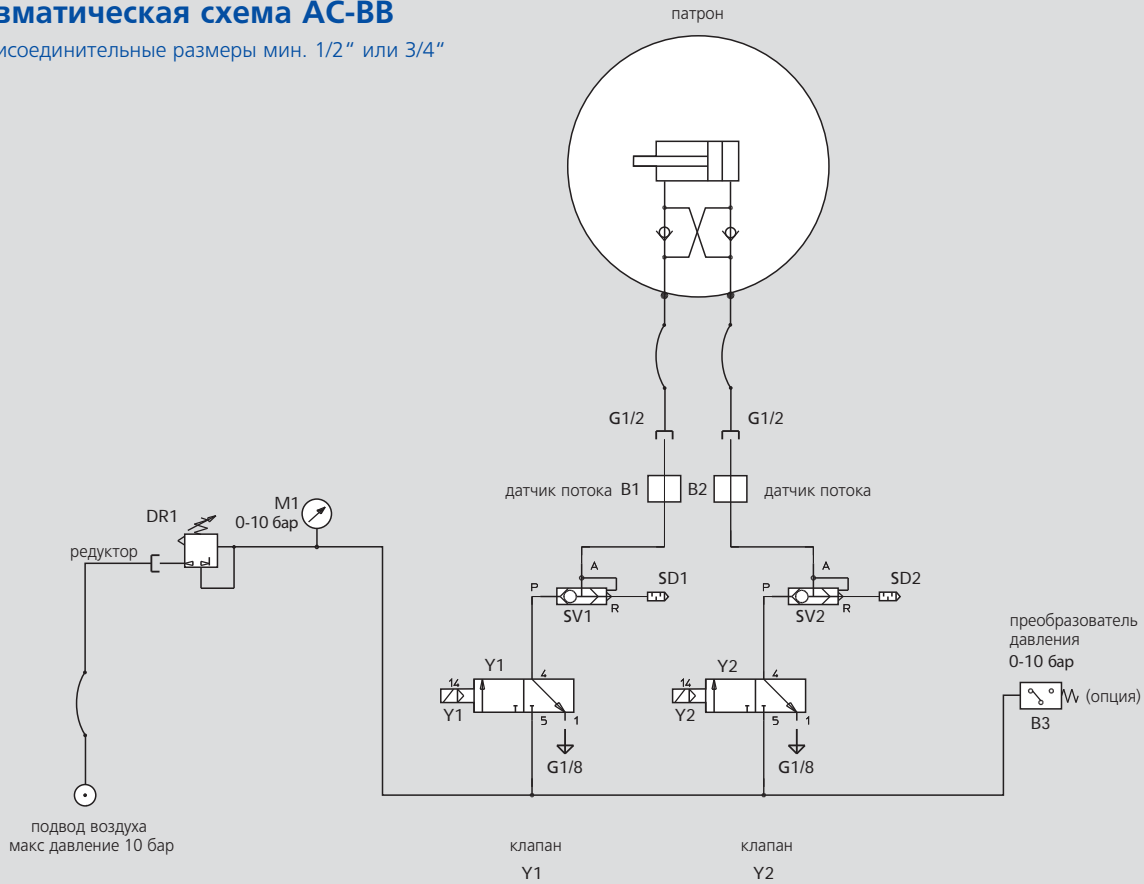 вматическая схема AC-BB
исоединительные размеры мин. 1/2“ или 3/4“
патрон
G1/2
G1/2
датчик потока B1
B2 датчик потока
M1
0-10 бар
DR1
редуктор
A
P
R
SV1
SD1
A
P
R
SV2
SD2
преобразователь
давления
0-10 бар
(опция)
B3
Y1
14
4
Y1
5
1
G1/8
Y2
14
4
Y2
5
1
G1/8
подвод воздуха
макс давление 10 бар
клапан
Y1
клапан
Y2